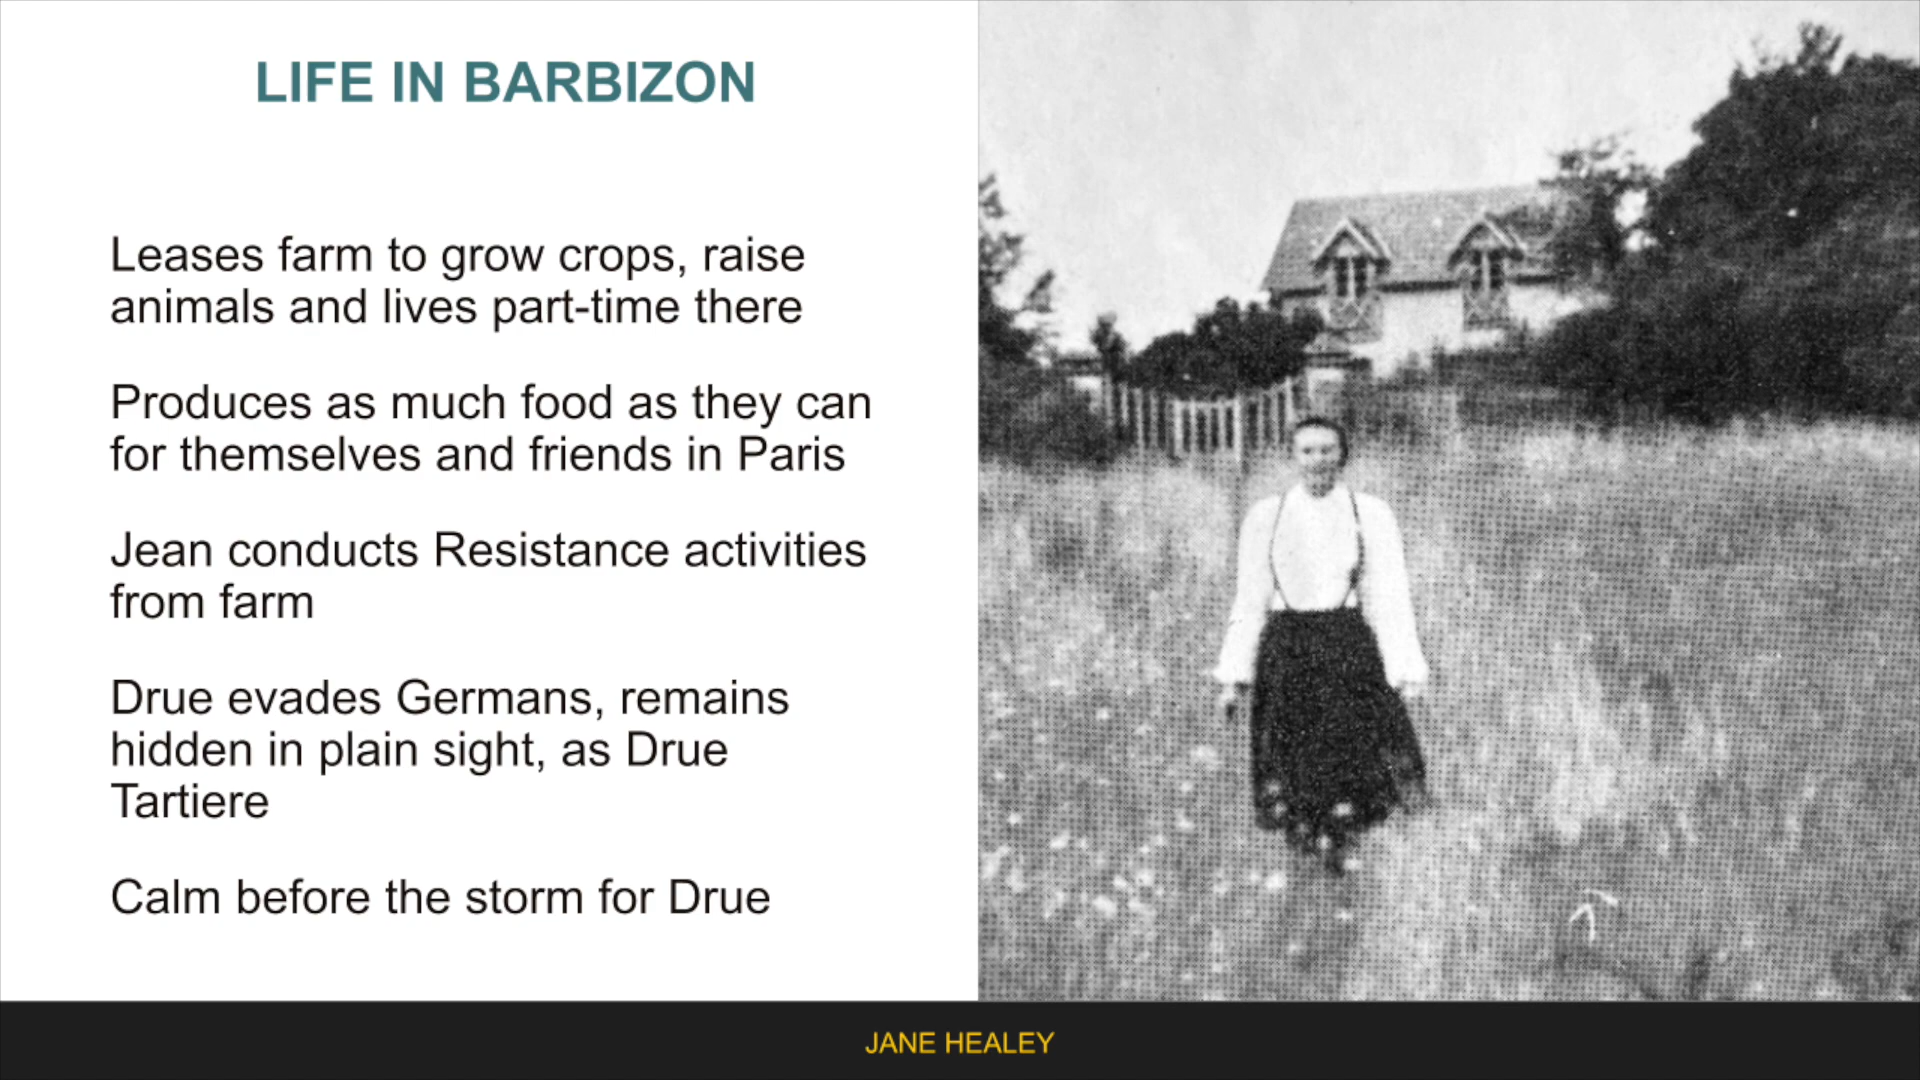 LIFE IN BARBIZON
Leases farm to grow crops, raise
animals and lives part-time there
Produces as much food as they can
for themselves and friends in Paris
Jean conducts Resistance activities
from farm
Drue evades Germans, remains
hidden in plain sight, as Drue
Tartiere
Calm before the storm for Drue
JANE HEALEY